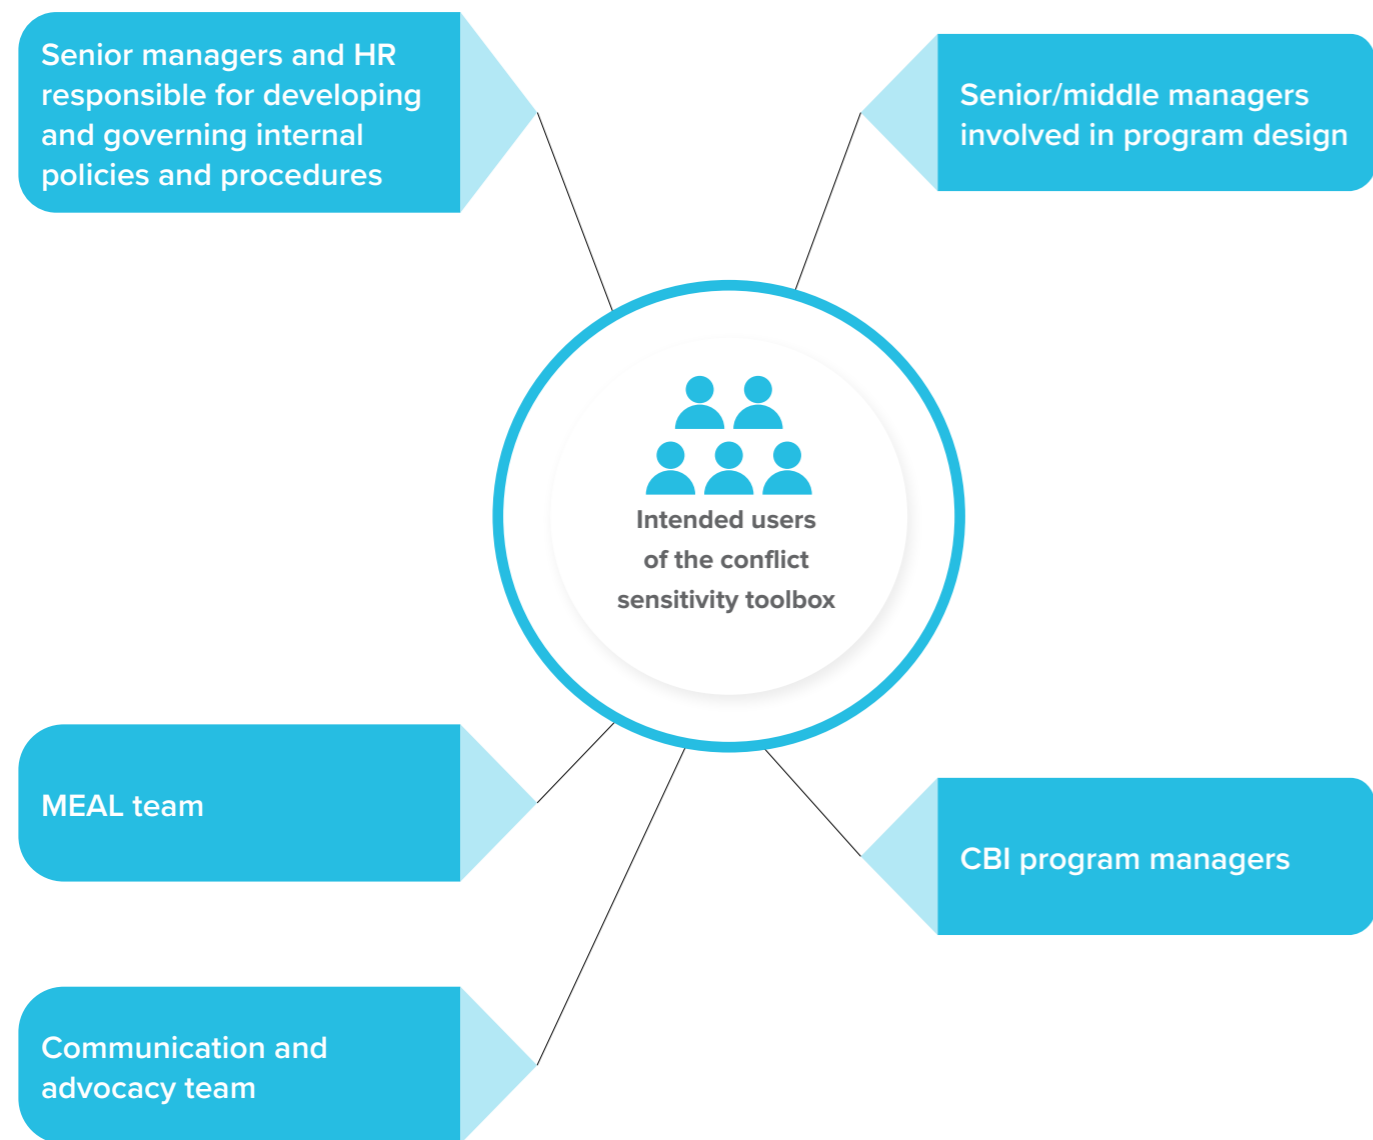 Senior managers and HR
responsible for developing
and governing internal
policies and procedures
Senior/middle managers
involved in program design
Intended users
of the conflict
sensitivity toolbox
MEAL team
CBI program managers
Communication and
advocacy team